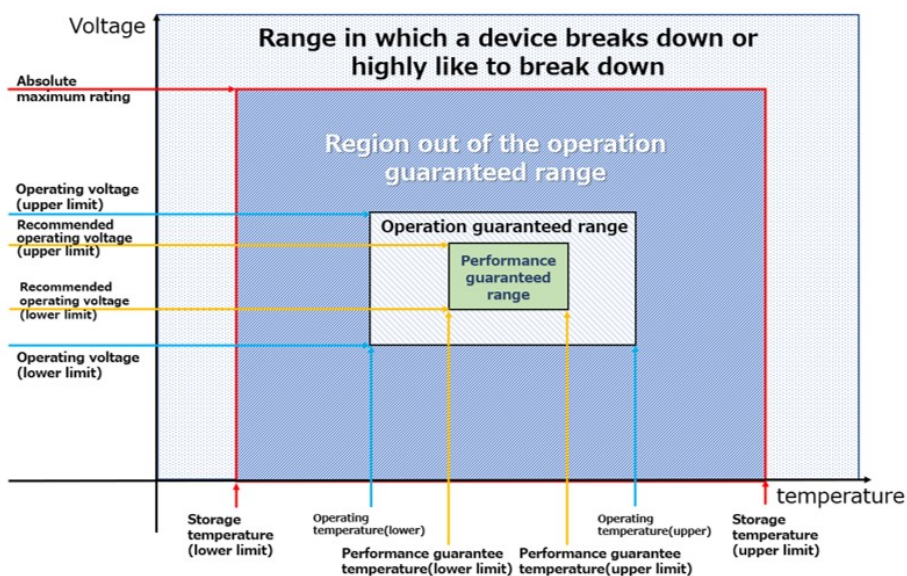 Voltage
Range in which a device breaks down or
highly like to break down
Absolute
maximum rating
Region out of the operation
guaranteed range
Operating voltage
(upper limit)
Operation guaranteed range
Recommended
operating voltage
(upper limit)
Performance
guaranteed
range
Recommended
operating voltage
(lower limit)
Operating voltage
(lower limit)
temperature
Storage
temperature
(lower limit)
Operating
temperature(lower)
Operating
temperature(upper)
Storage
temperature
(upper limit)
Performance guarantee
temperature(lower limit)
Performance guarantee
temperature(upper limit)